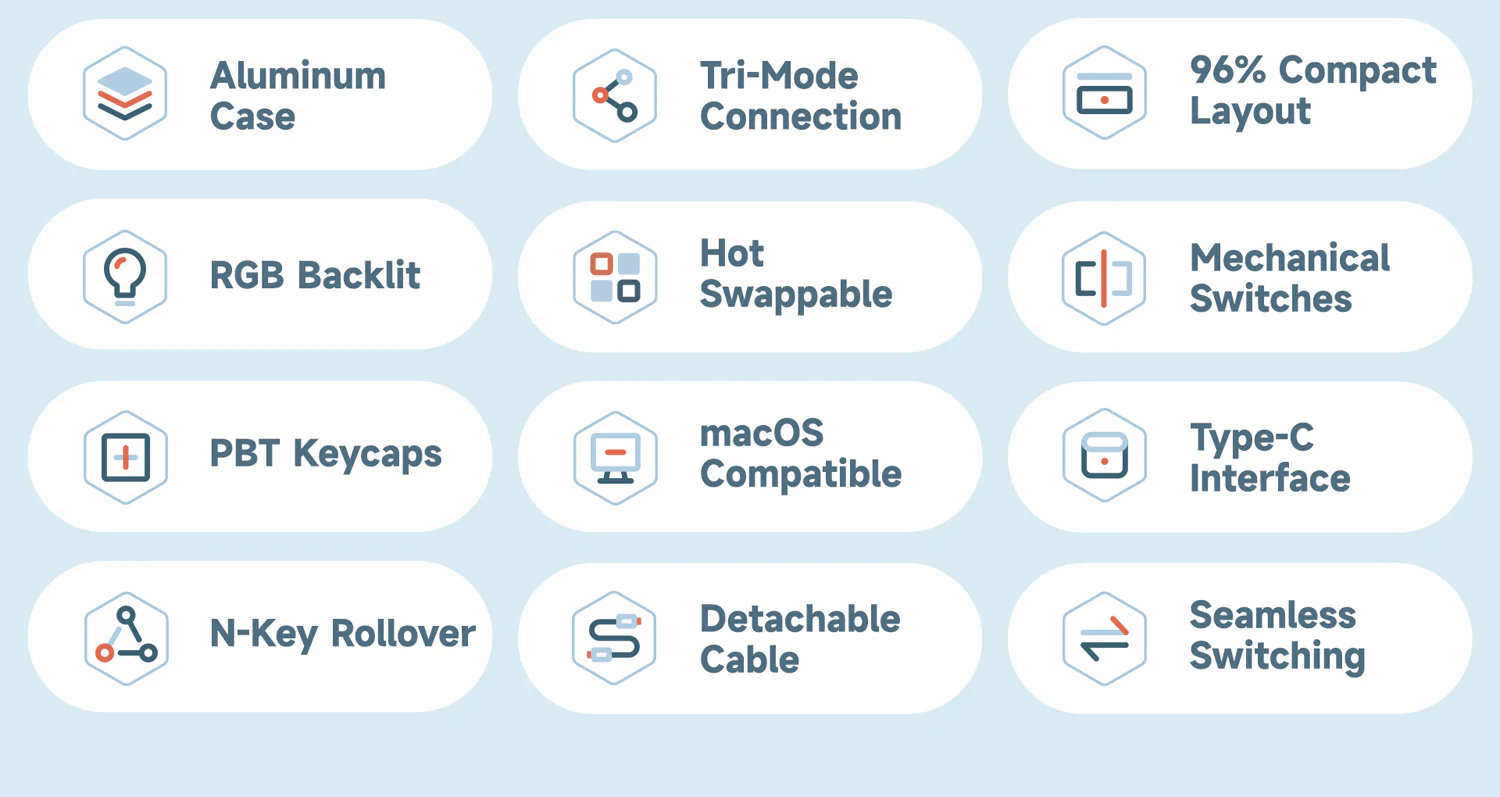 Aluminum
Case
Tri-Mode
Connection
96% Compact
Layout
RGB Backlit
Hot
Swappable
Mechanical
Switches
PBT Keycaps
macOS
Compatible
Type-C
Interface
N-Key Rollover
Detachable
Cable
Seamless
Switching